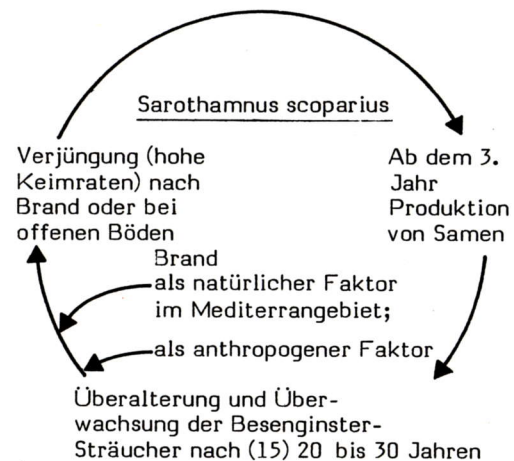 Sarothamnus scoparius
Verjüngung (hohe
Keimraten) nach
Brand oder bei
offenen Böden
Ab dem 3.
Jahr
Produktion
von Samen
Brand
als natürlicher Faktor
im Mediterrangebiet;
als anthropogener Faktor
Überalterung und Über-
wachsung der Besenginster-
Sträucher nach (15) 20 bis 30 Jahren